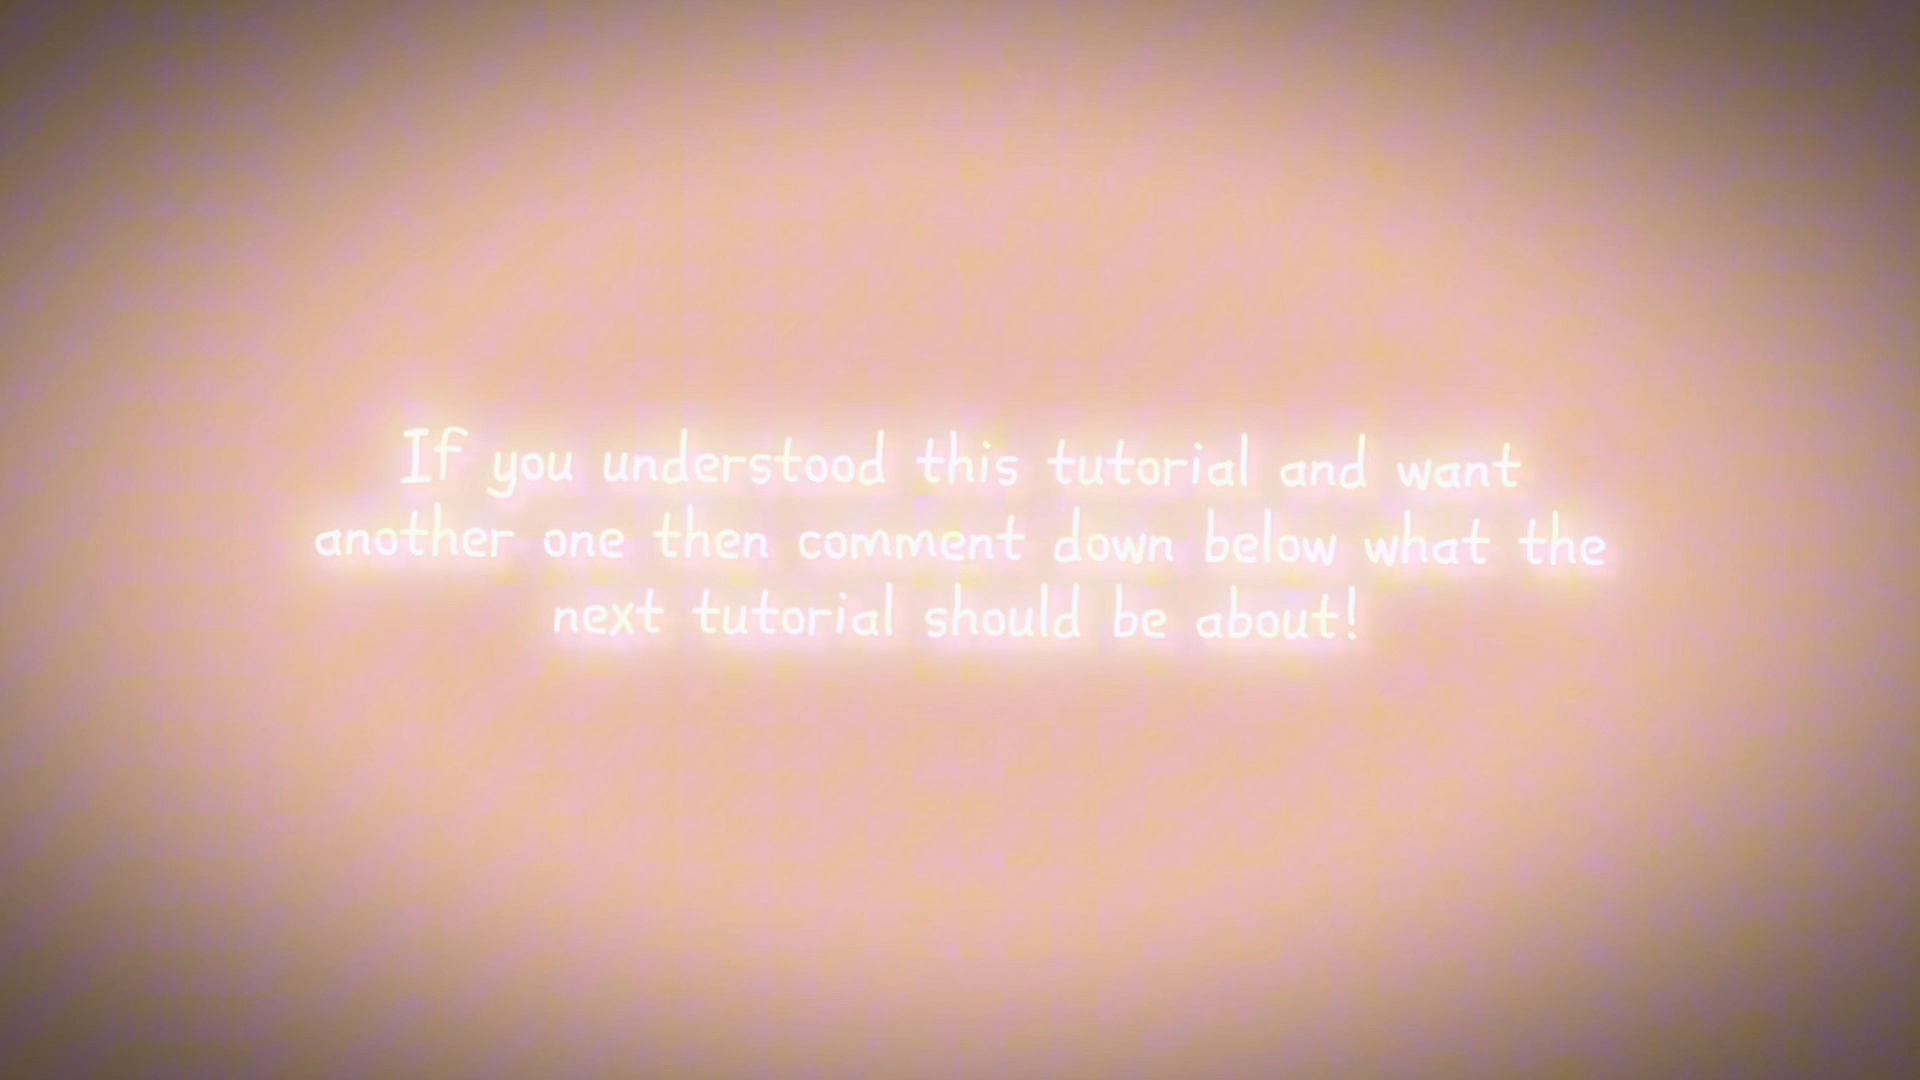 If you understood this tutorial and want
another one then comment down below what the
next tutorial should be about!